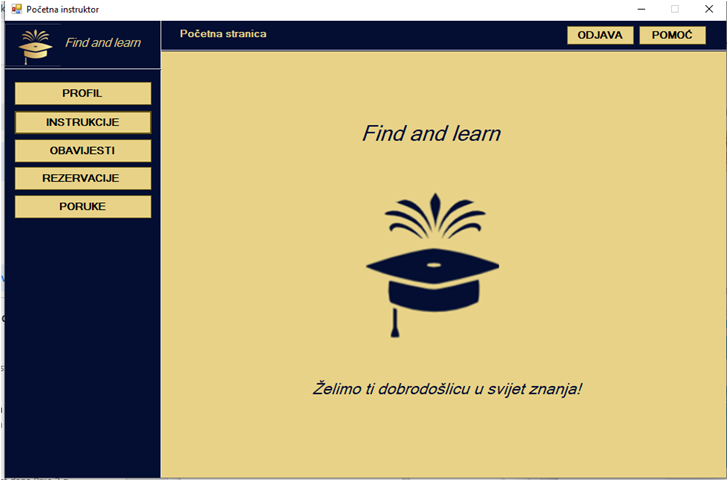 Početna instruktor
Find and learn
Početna stranica
ODJAVA
POMOĆ
PROFIL
INSTRUKCIJE
OBAVIJESTI
REZERVACIJE
PORUKE
Find and learn
Želimo ti dobrodošlicu u svijet znanja!